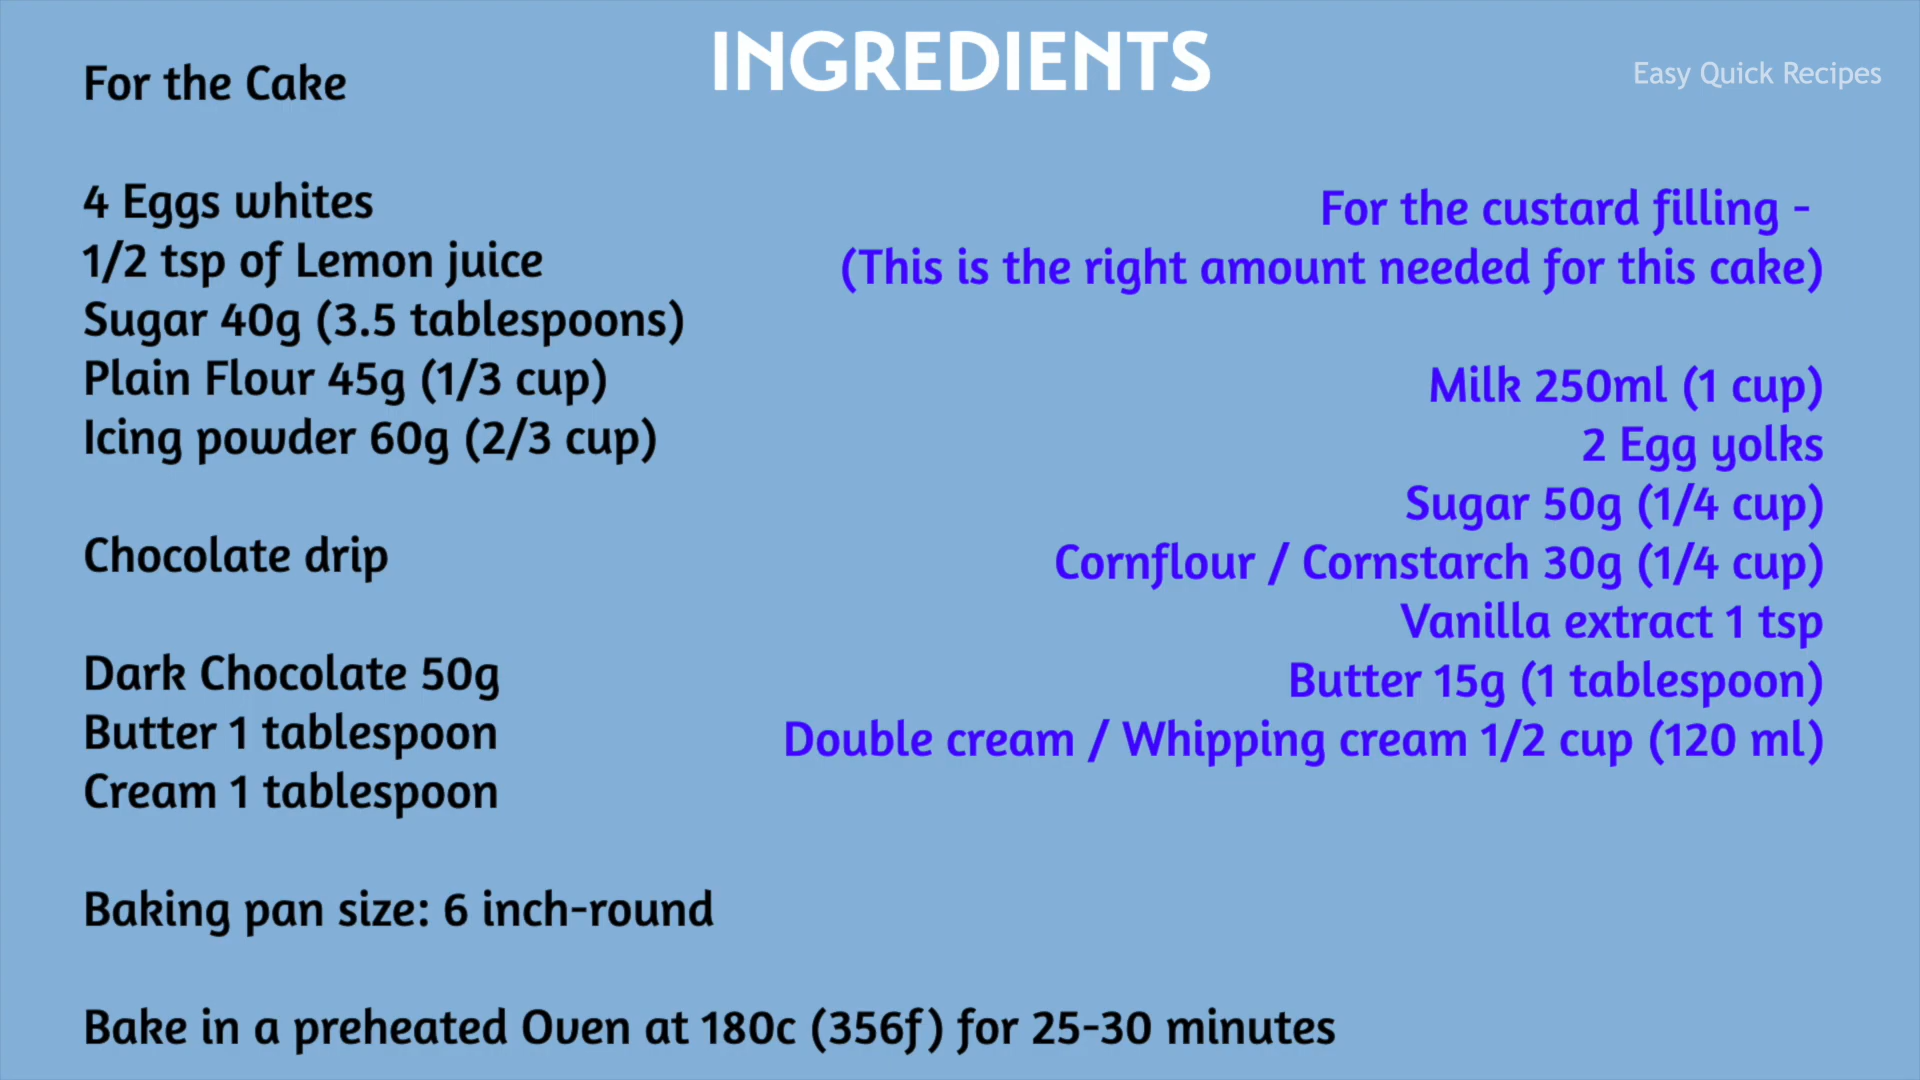 INGREDIENTS
Easy Quick Recipes
For the Cake
4 Eggs whites
1/2 tsp of Lemon juice
Sugar 40g (3.5 tablespoons)
Plain Flour 45g (1/3 cup)
Icing powder 60g (2/3 cup)
Chocolate drip
Dark Chocolate 50g
Butter 1 tablespoon
Cream 1 tablespoon
Baking pan size: 6 inch-round
Bake in a preheated Oven at 180c (356f) for 25-30 minutes
For the custard filling -
(This is the right amount needed for this cake)
Milk 250ml (1 cup)
2 Egg yolks
Sugar 50g (1/4 cup)
Cornflour / Cornstarch 30g (1/4 cup)
Vanilla extract 1 tsp
Butter 15g (1 tablespoon)
Double cream / Whipping cream 1/2 cup (120 ml)